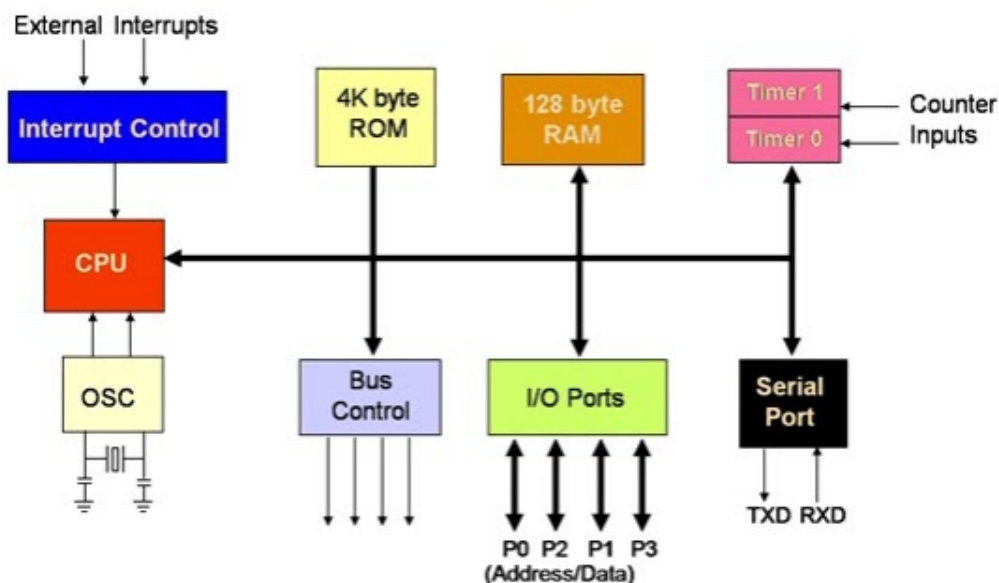 External Interrupts
Interrupt Control
4K byte
ROM
128 byte
RAM
Timer 1
Timer 0
Counter
Inputs
CPU
OSC
Bus
Control
I/O Ports
Serial
Port
TXD RXD
P0 P2 P1 P3
(Address/Data)